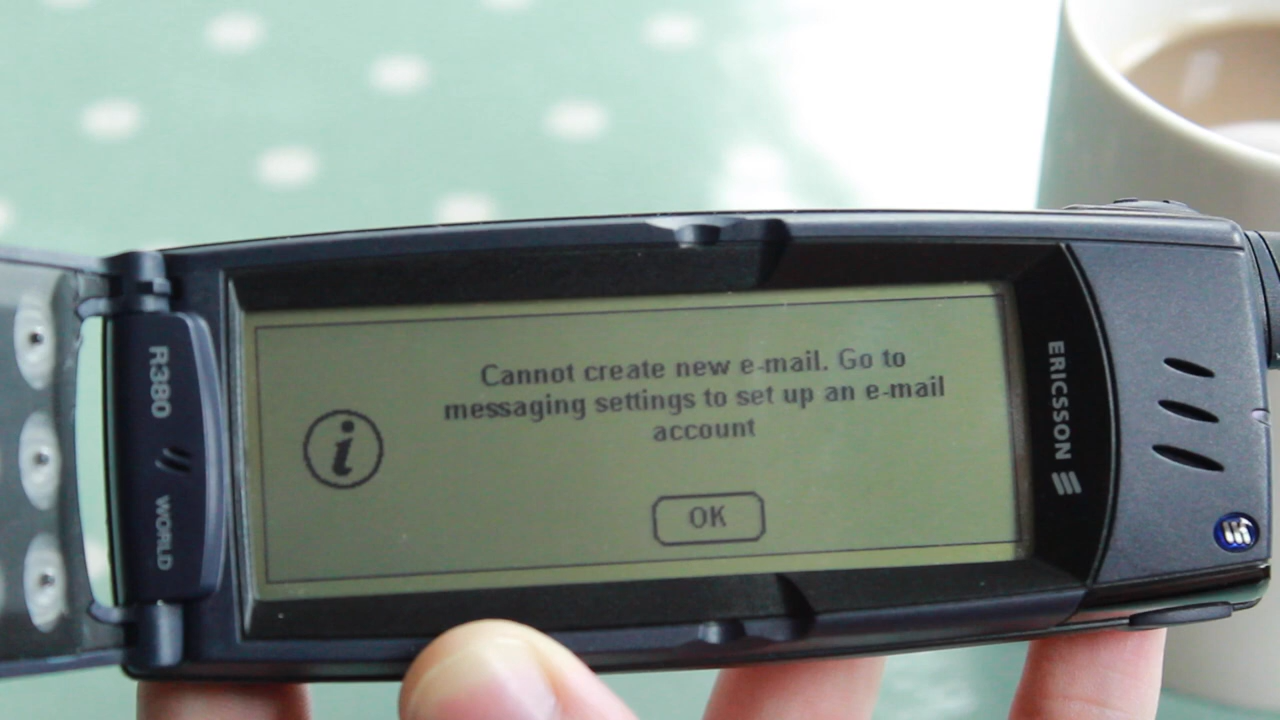 Cannot create new e-mail. Go to
messaging settings to set up an e-mail
account
OK
R380
WORLD
ERICSSON